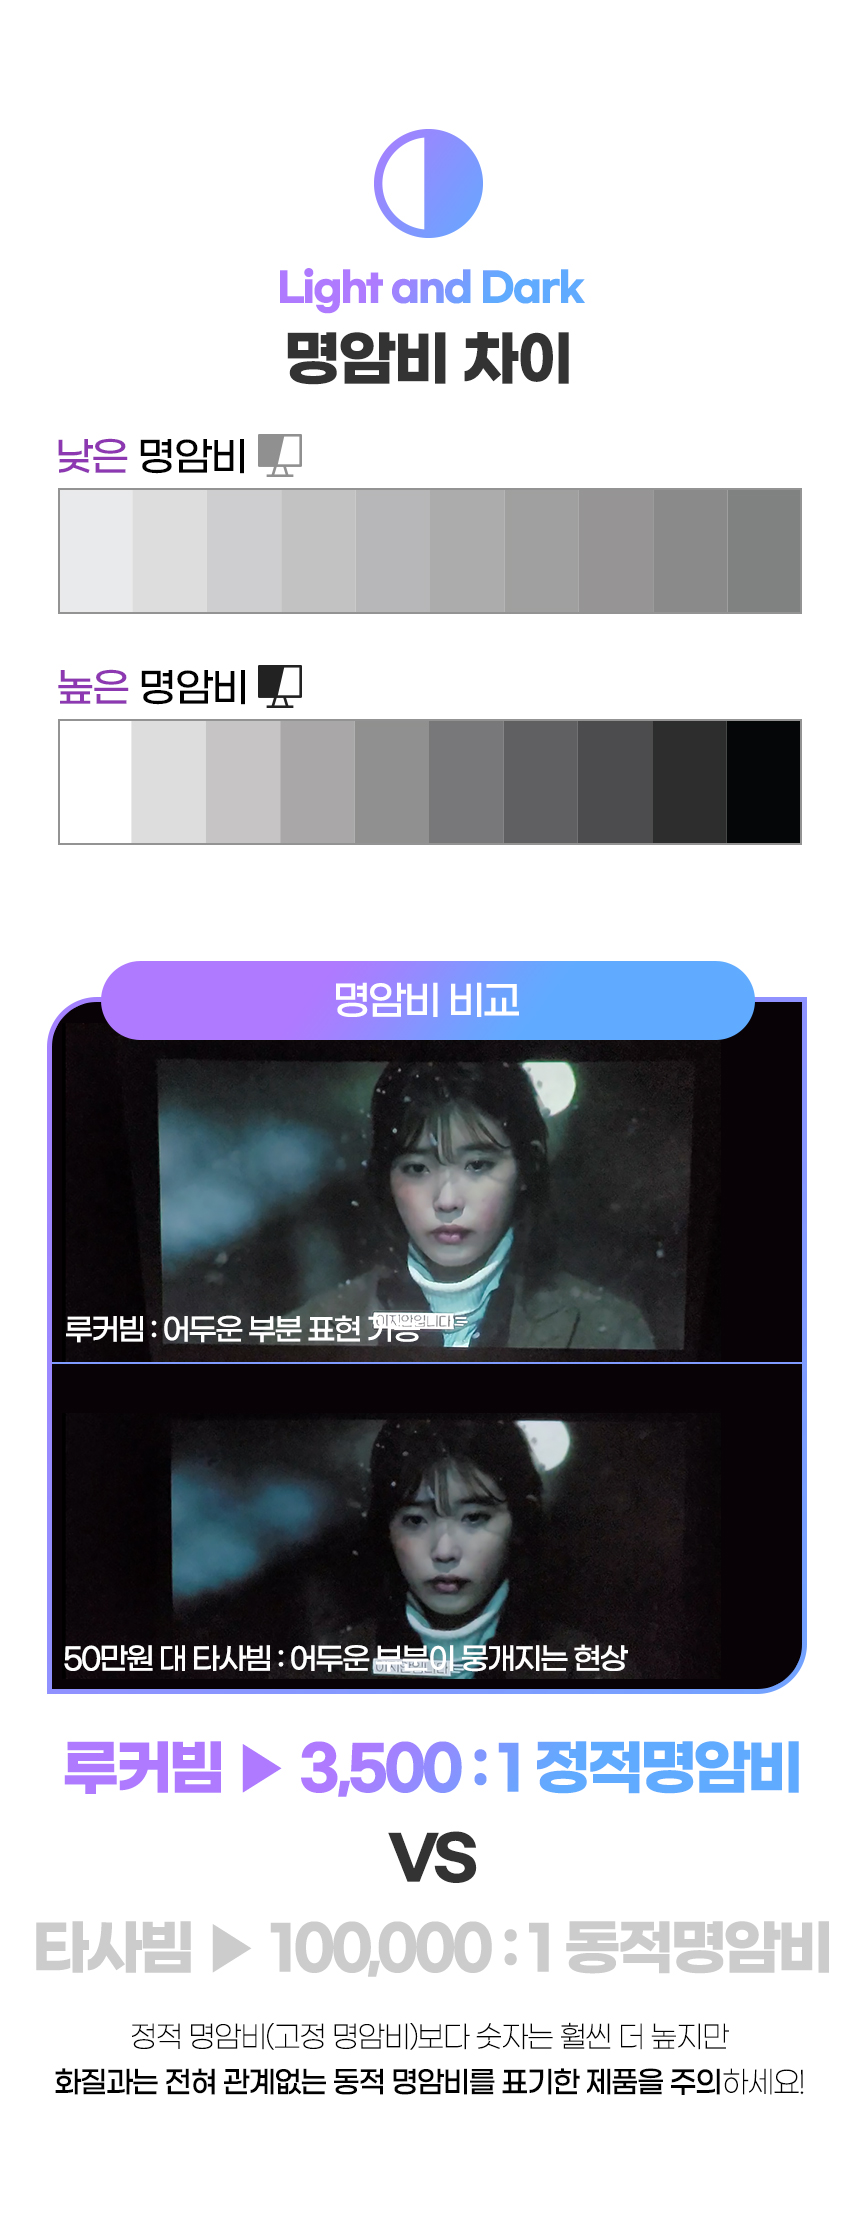 Light and Dark
명암비 차이
낮은 명암비
높은 명암비
명암비 비교
루커빔 : 어두운 부분 표현 가능
이지안입니다
50만원 대 타사빔 : 어두운 부분이 뭉개지는 현상
루커빔 ▶ 3,500 : 1 정적명암비
VS
타사빔 ▶ 100,000 : 1 동적명암비
정적 명암비(고정 명암비)보다 숫자는 훨씬 더 높지만
화질과는 전혀 관계없는 동적 명암비를 표기한 제품을 주의하세요!